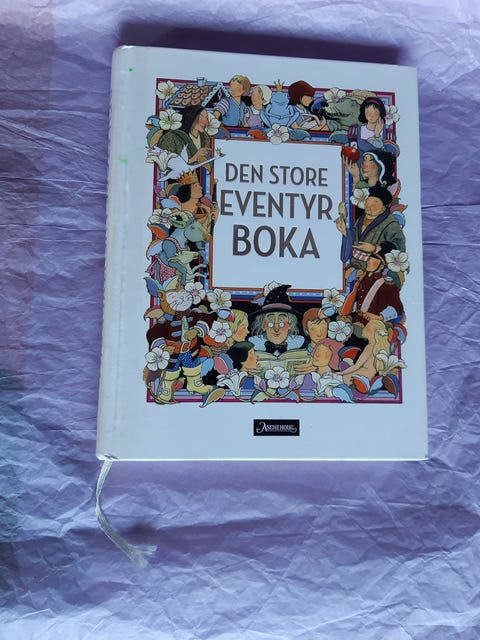 DEN STORE
EVENTYR
BOKA
ASCHEHOUG